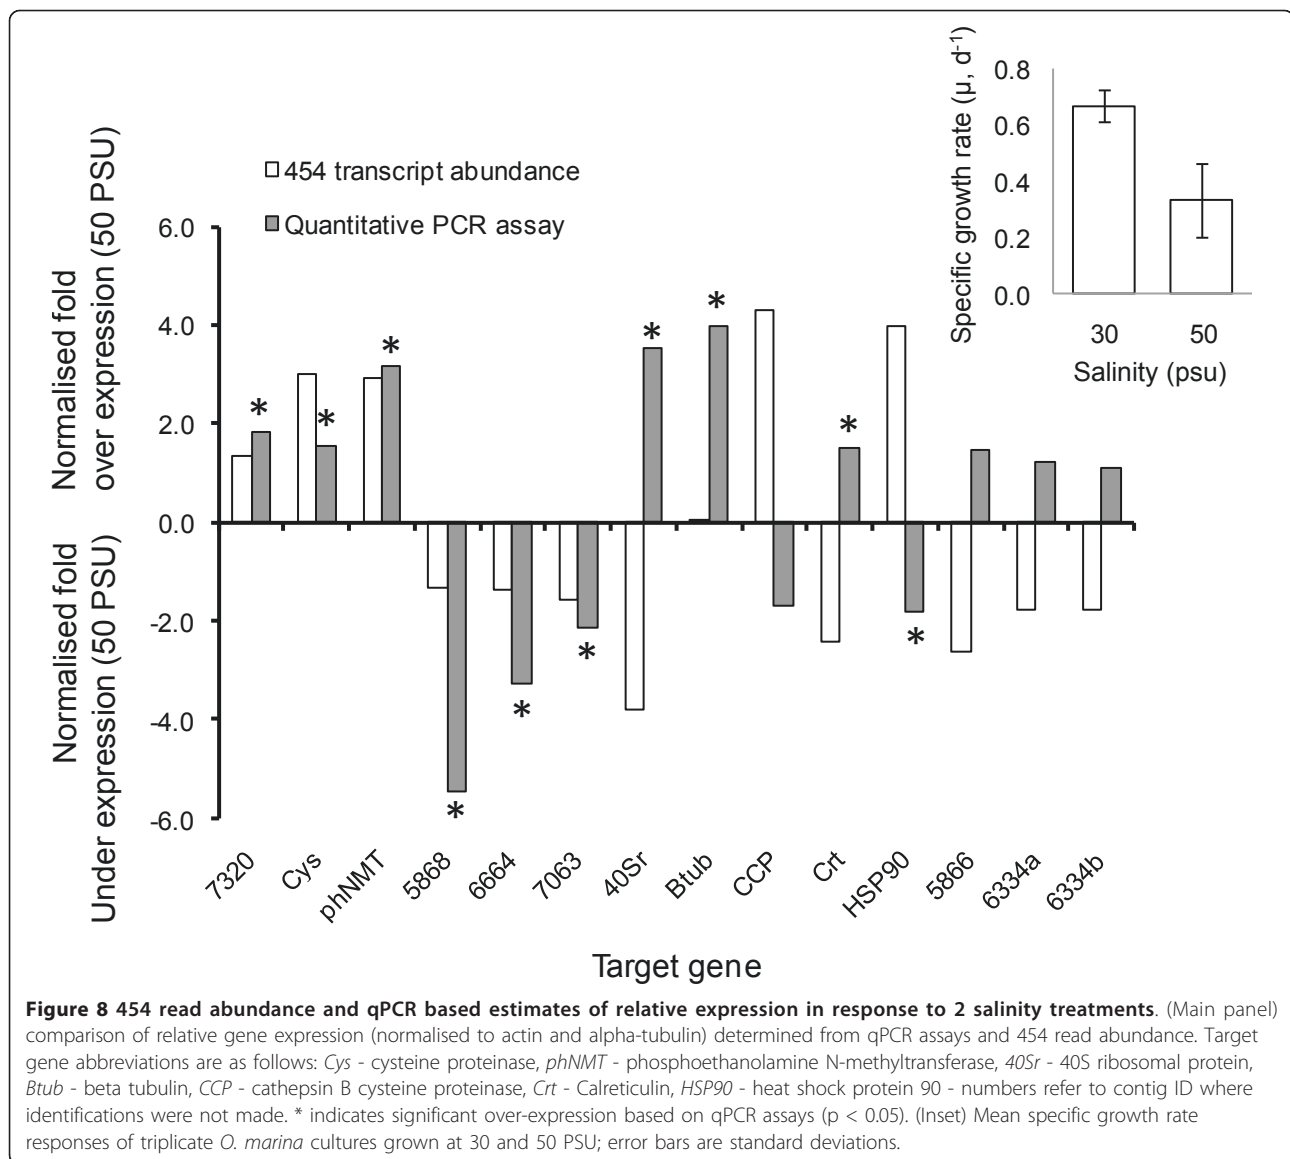 454 transcript abundance
Quantitative PCR assay
Normalised fold
over expression (50 PSU)
Normalised fold
Under expression (50 PSU)
6.0
4.0
2.0
0.0
-2.0
-4.0
-6.0
* * * * * * * * * *
7320 Cys phNMT 5868 6664 7063 40Sr Btub CCP Crt HSP90 5866 6334a 6334b
Target gene
Specific growth rate (μ, d-1)
0.8
0.6
0.4
0.2
0.0
30 50
Salinity (psu)
Figure 8 454 read abundance and qPCR based estimates of relative expression in response to 2 salinity treatments. (Main panel)
comparison of relative gene expression (normalised to actin and alpha-tubulin) determined from qPCR assays and 454 read abundance. Target
gene abbreviations are as follows: Cys - cysteine proteinase, phNMT - phosphoethanolamine N-methyltransferase, 40Sr - 40S ribosomal protein,
Btub - beta tubulin, CCP - cathepsin B cysteine proteinase, Crt - Calreticulin, HSP90 - heat shock protein 90 - numbers refer to contig ID where
identifications were not made. * indicates significant over-expression based on qPCR assays (p < 0.05). (Inset) Mean specific growth rate
responses of triplicate O. marina cultures grown at 30 and 50 PSU; error bars are standard deviations.